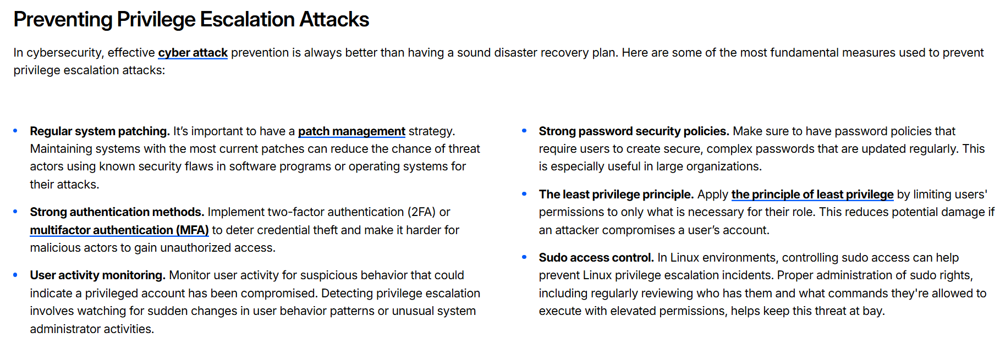 Preventing Privilege Escalation Attacks
In cybersecurity, effective cyber attack prevention is always better than having a sound disaster recovery plan. Here are some of the most fundamental measures used to prevent
privilege escalation attacks:
• Regular system patching. It’s important to have a patch management strategy.
Maintaining systems with the most current patches can reduce the chance of threat
actors using known security flaws in software programs or operating systems for
their attacks.
• Strong authentication methods. Implement two-factor authentication (2FA) or
multifactor authentication (MFA) to deter credential theft and make it harder for
malicious actors to gain unauthorized access.
• User activity monitoring. Monitor user activity for suspicious behavior that could
indicate a privileged account has been compromised. Detecting privilege escalation
involves watching for sudden changes in user behavior patterns or unusual system
administrator activities.
• Strong password security policies. Make sure to have password policies that
require users to create secure, complex passwords that are updated regularly. This
is especially useful in large organizations.
• The least privilege principle. Apply the principle of least privilege by limiting users'
permissions to only what is necessary for their role. This reduces potential damage if
an attacker compromises a user’s account.
• Sudo access control. In Linux environments, controlling sudo access can help
prevent Linux privilege escalation incidents. Proper administration of sudo rights,
including regularly reviewing who has them and what commands they're allowed to
execute with elevated permissions, helps keep this threat at bay.